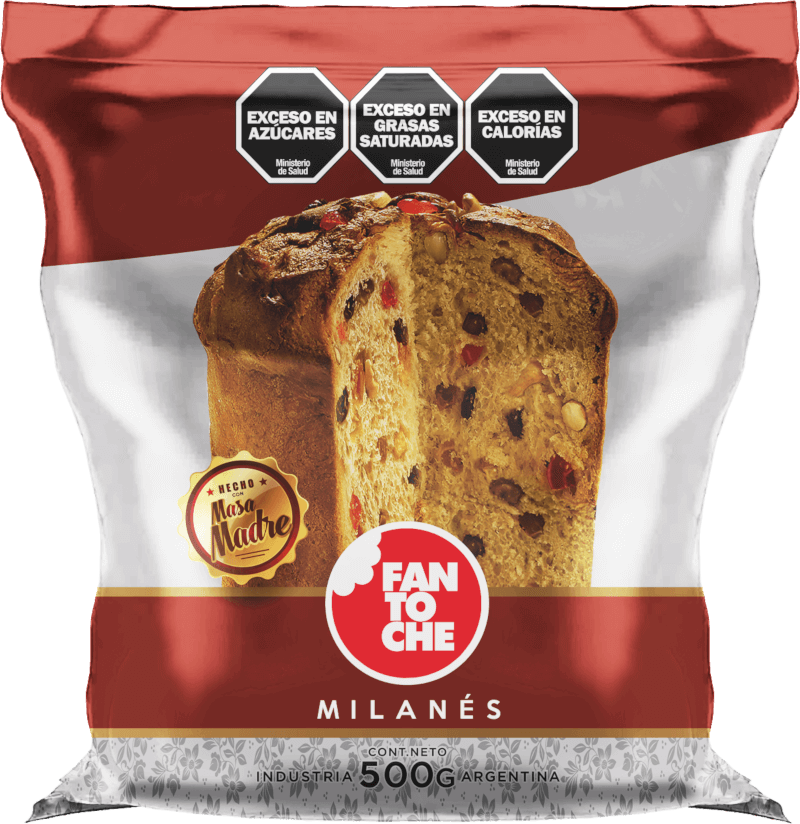 EXCESO EN
AZÚCARES
Ministerio
de Salud
EXCESO EN
GRASAS
SATURADAS
Ministerio
de Salud
EXCESO EN
CALORÍAS
Ministerio
de Salud
HECHO
CON
Masa
Madre
FAN
TO
CHE
MILANÉS
CONT.NETO
INDUSTRIA 500G ARGENTINA